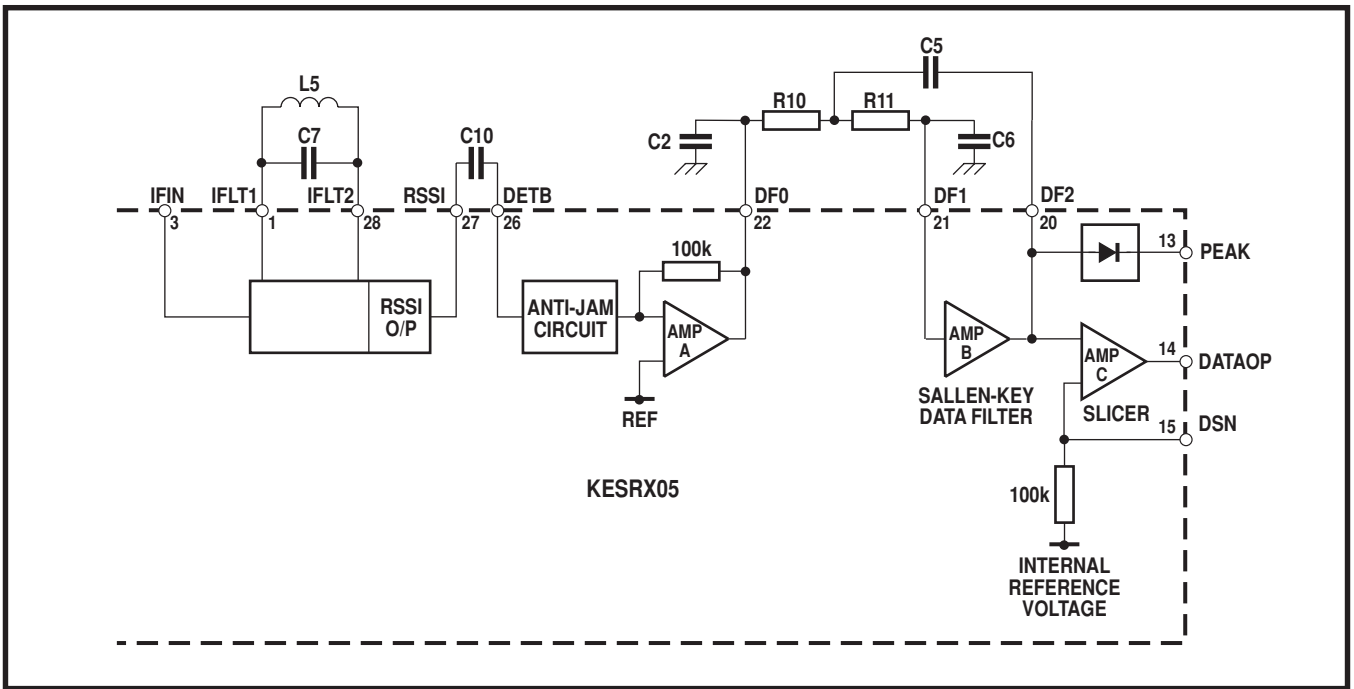 C5
L5
R10
R11
C7
C10
C2
C6
IFIN
IFLT1
IFLT2
RSSI
DETB
DF0
DF1
DF2
3
1
28
27
26
22
21
20
100k
13
PEAK
RSSI
O/P
ANTI-JAM
CIRCUIT
AMP
A
AMP
B
AMP
C
14
DATAOP
REF
SALLEN-KEY
DATA FILTER
SLICER
15
DSN
KESRX05
100k
INTERNAL
REFERENCE
VOLTAGE